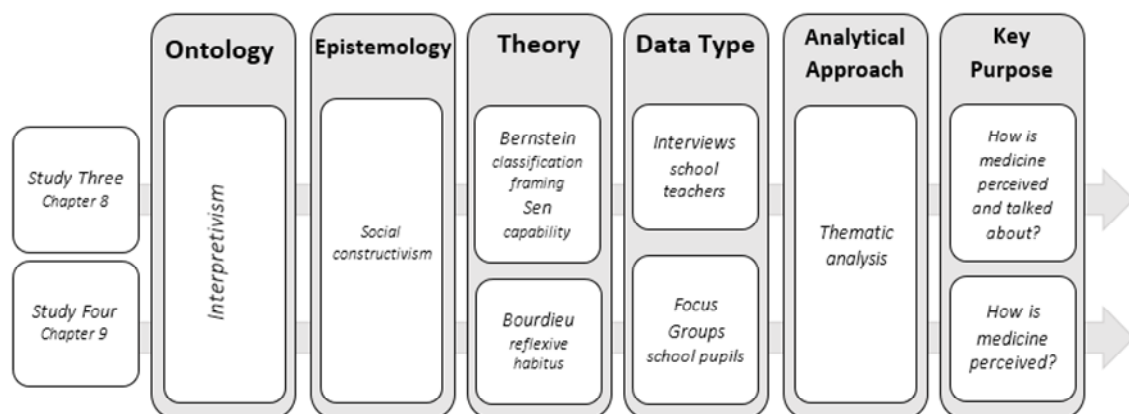 Ontology
Epistemology
Theory
Data Type
Analytical
Approach
Key
Purpose
Study Three
Chapter 8
Study Four
Chapter 9
Interpretivism
Social
constructivism
Bernstein
classification
framing
Sen
capability
Bourdieu
reflexive
habitus
Interviews
school
teachers
Focus
Groups
school pupils
Thematic
analysis
How is
medicine
perceived
and talked
about?
How is
medicine
perceived?